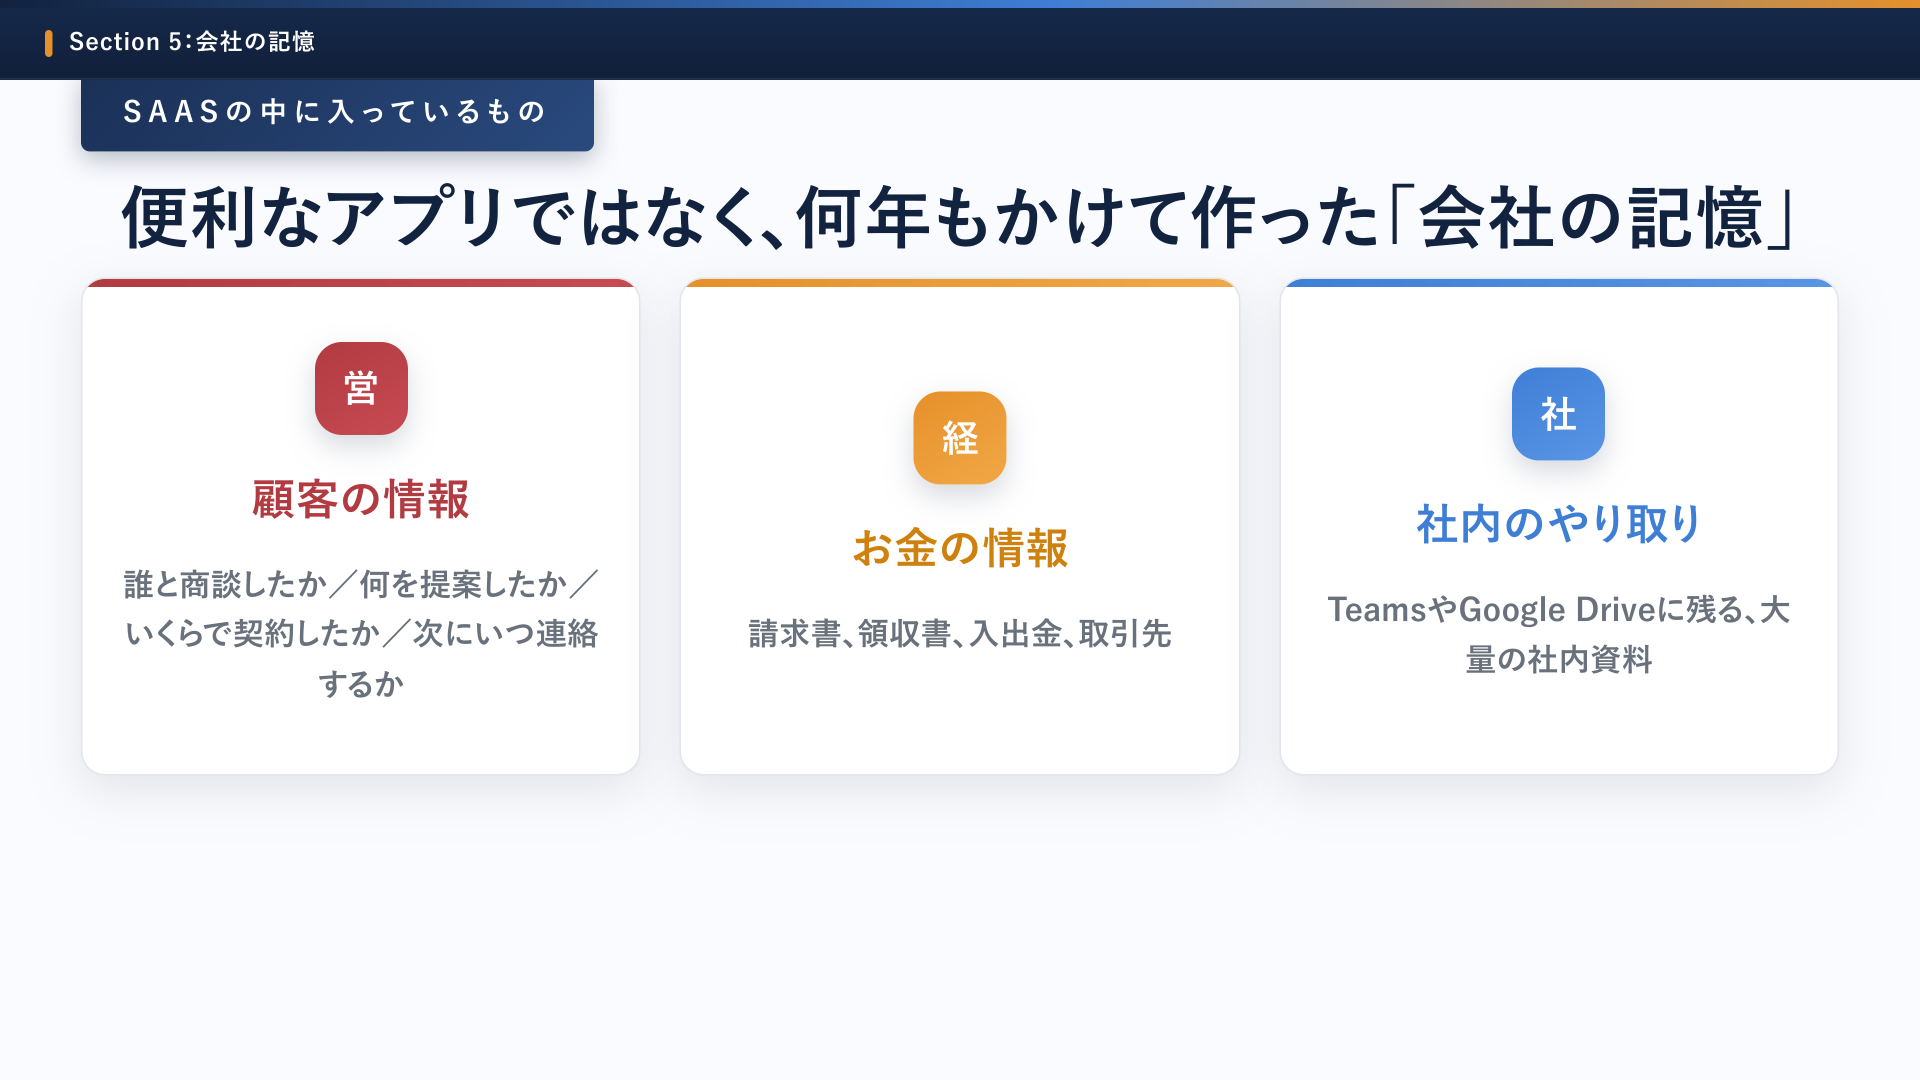 Section 5：会社の記憶
SAASの中に入っているもの
便利なアプリではなく、何年もかけて作った「会社の記憶」
営
顧客の情報
誰と商談したか／何を提案したか／
いくらで契約したか／次にいつ連絡
するか
経
お金の情報
請求書、領収書、入出金、取引先
社
社内のやり取り
TeamsやGoogle Driveに残る、大
量の社内資料